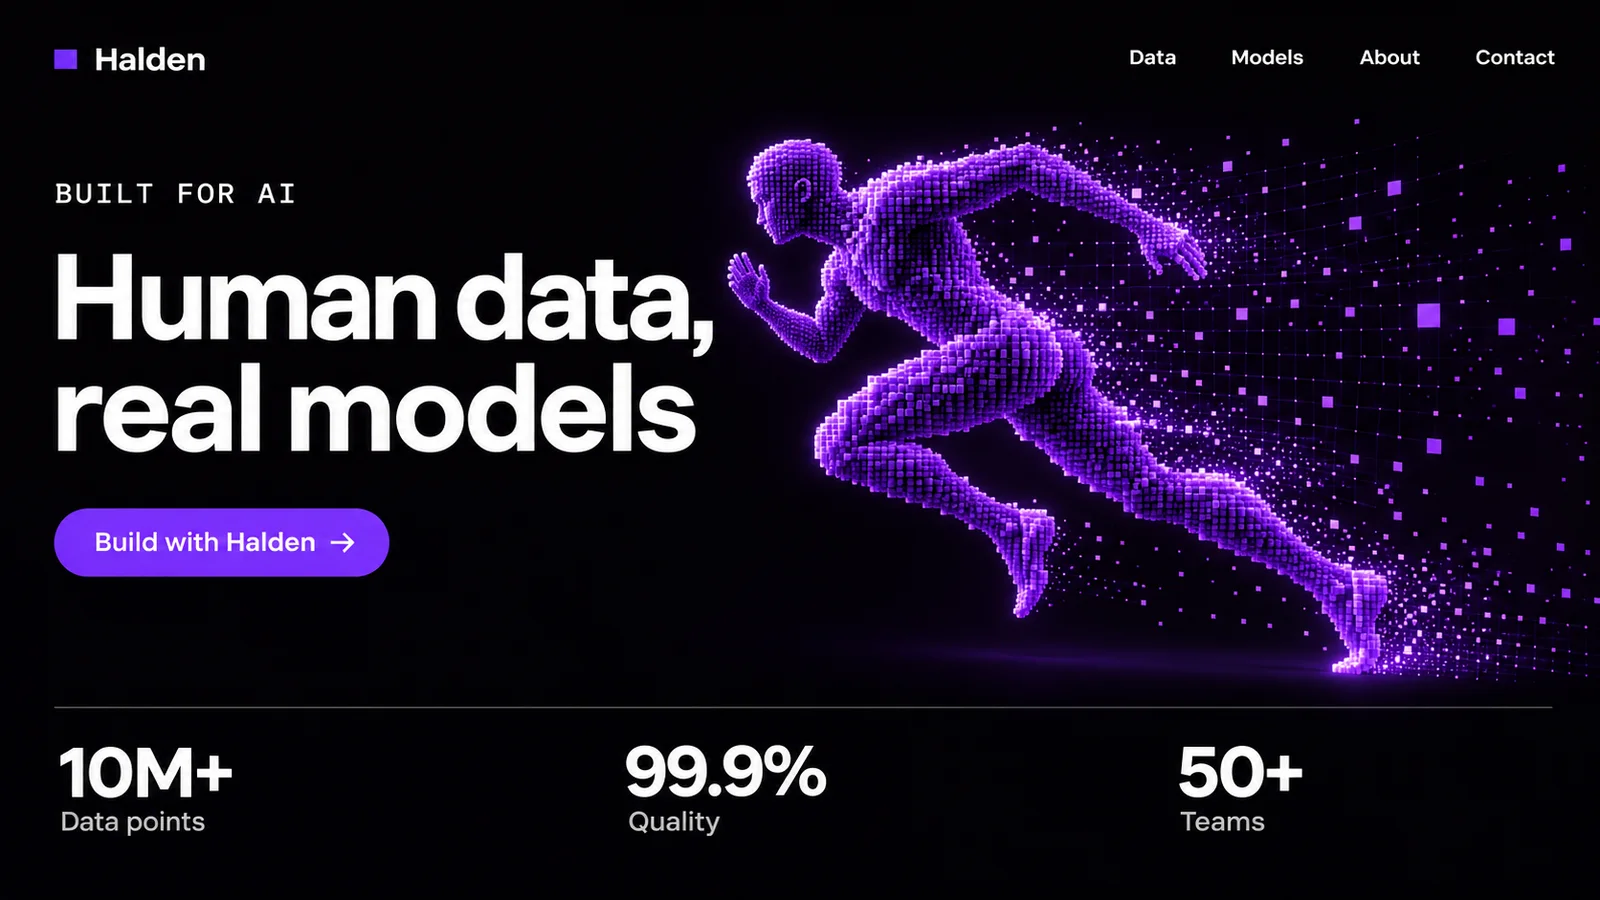 Halden
Data Models About Contact
BUILT FOR AI
Human data,
real models
Build with Halden →
10M+ 99.9% 50+
Data points Quality Teams